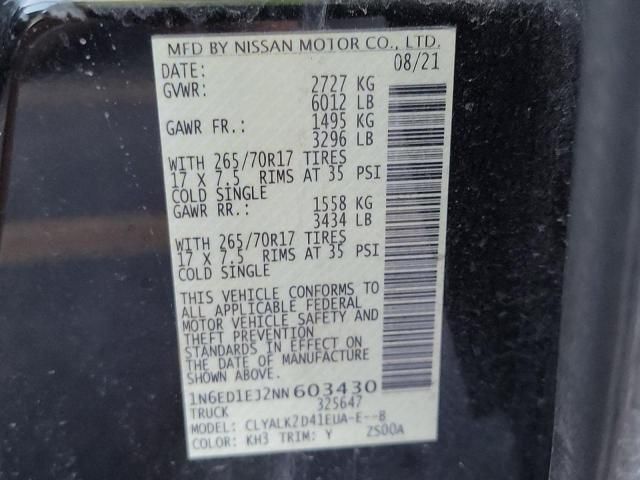 MFD BY NISSAN MOTOR CO., LTD.
DATE: 08/21
GVWR: 2727 KG
6012 LB
GAWR FR.: 1495 KG
3296 LB
WITH 265/70R17 TIRES
17 X 7.5 RIMS AT 35 PSI
COLD SINGLE
GAWR RR.: 1558 KG
3434 LB
WITH 265/70R17 TIRES
17 X 7.5 RIMS AT 35 PSI
COLD SINGLE
THIS VEHICLE CONFORMS TO
ALL APPLICABLE FEDERAL
MOTOR VEHICLE SAFETY AND
THEFT PREVENTION
STANDARDS IN EFFECT ON
THE DATE OF MANUFACTURE
SHOWN ABOVE.
1N6ED1EJ2NN603430
TRUCK 325647
MODEL: CLYALK2D41EUA-E--B
COLOR: KH3 TRIM: Y ZS00A